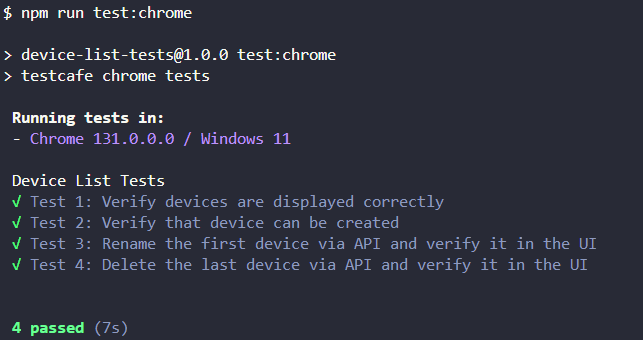 $ npm run test:chrome
> device-list-tests@1.0.0 test:chrome
> testcafe chrome tests
Running tests in:
- Chrome 131.0.0.0 / Windows 11
Device List Tests
√ Test 1: Verify devices are displayed correctly
√ Test 2: Verify that device can be created
√ Test 3: Rename the first device via API and verify it in the UI
√ Test 4: Delete the last device via API and verify it in the UI
4 passed (7s)